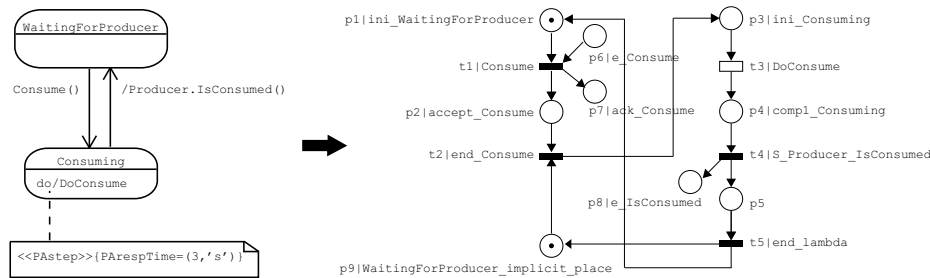 WaitingForProducer
Consume()
/Producer.IsConsumed()
Consuming
do/DoConsume
<<PAstep>>{PArespTime=(3,'s')}
p1|ini_WaitingForProducer
p6|e_Consume
t1|Consume
p7|ack_Consume
p2|accept_Consume
t2|end_Consume
p9|WaitingForProducer_implicit_place
p3|ini_Consuming
t3|DoConsume
p4|compl_Consuming
t4|S_Producer_IsConsumed
p8|e_IsConsumed
p5
t5|end_lambda